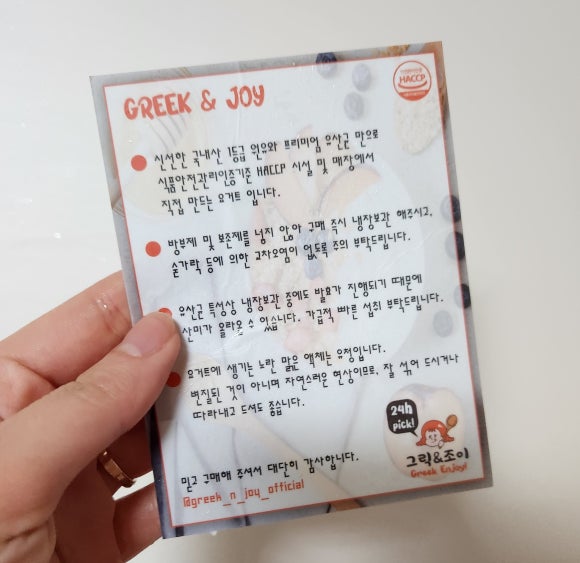 GREEK & JOY
HACCP
신선한 국내산 1등급 원유와 프리미엄 유산균 만으로
식품안전관리인증기준 HACCP 시설 및 매장에서
직접 만드는 요거트 입니다.
방부제 및 보존제를 넣지 않아 구매 즉시 냉장보관 해주시고,
숟가락 등에 의한 교차오염이 없도록 주의 부탁드립니다.
유산균 특성상 냉장보관 중에도 발효가 진행되기 때문에
산미가 올라올 수 있습니다. 가급적 빠른 섭취 부탁드립니다.
요거트에 생기는 노란 맑은 액체는 유청입니다.
변질된 것이 아니며 자연스러운 현상이므로, 잘 섞어 드시거나
따라내고 드셔도 좋습니다.
24h
pick!
그릭&조이
Greek Enjoy!
믿고 구매해 주셔서 대단히 감사합니다.
@greek_n_joy_official